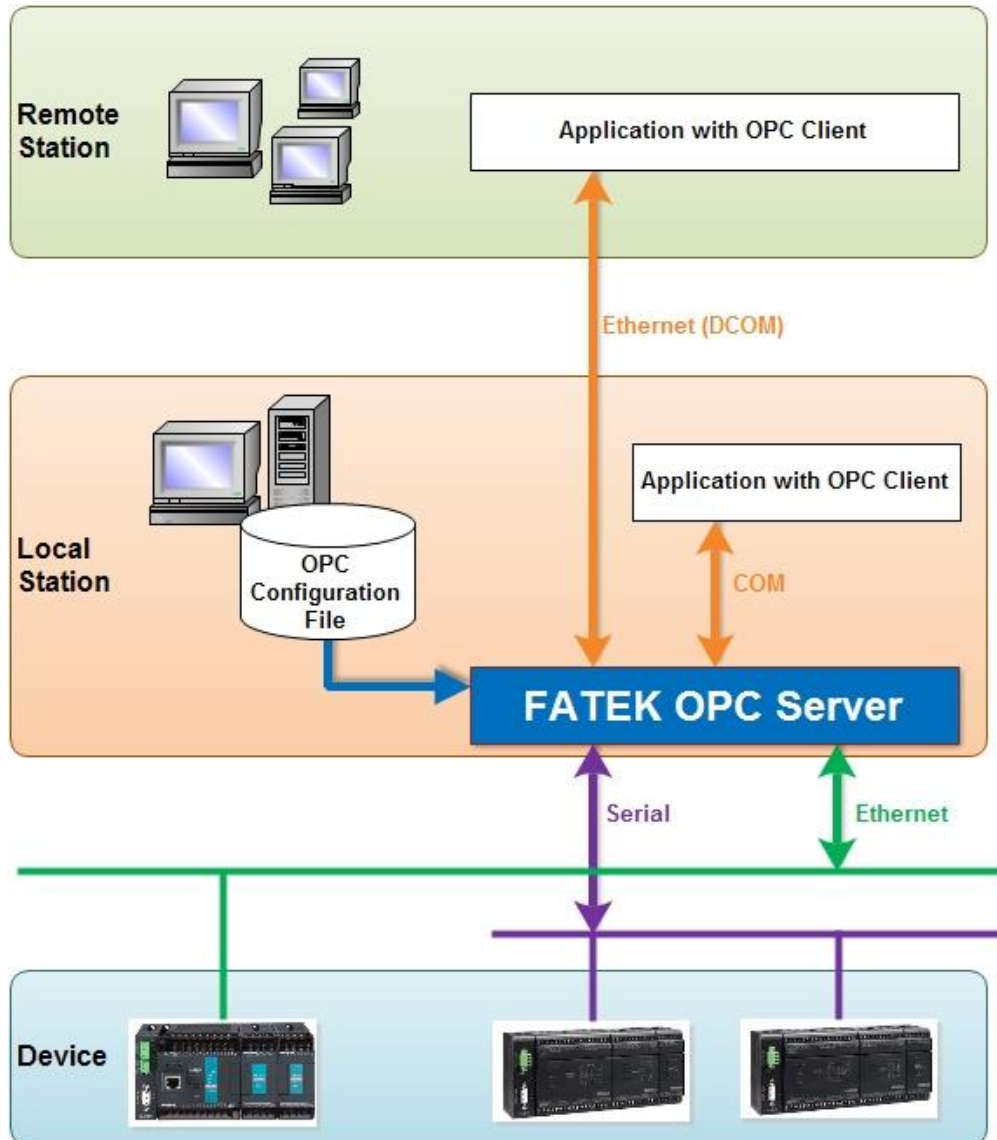 Remote
Station
Application with OPC Client
Ethernet (DCOM)
Application with OPC Client
Local
Station
OPC
Configuration
File
COM
FATEK OPC Server
Serial
Ethernet
Device